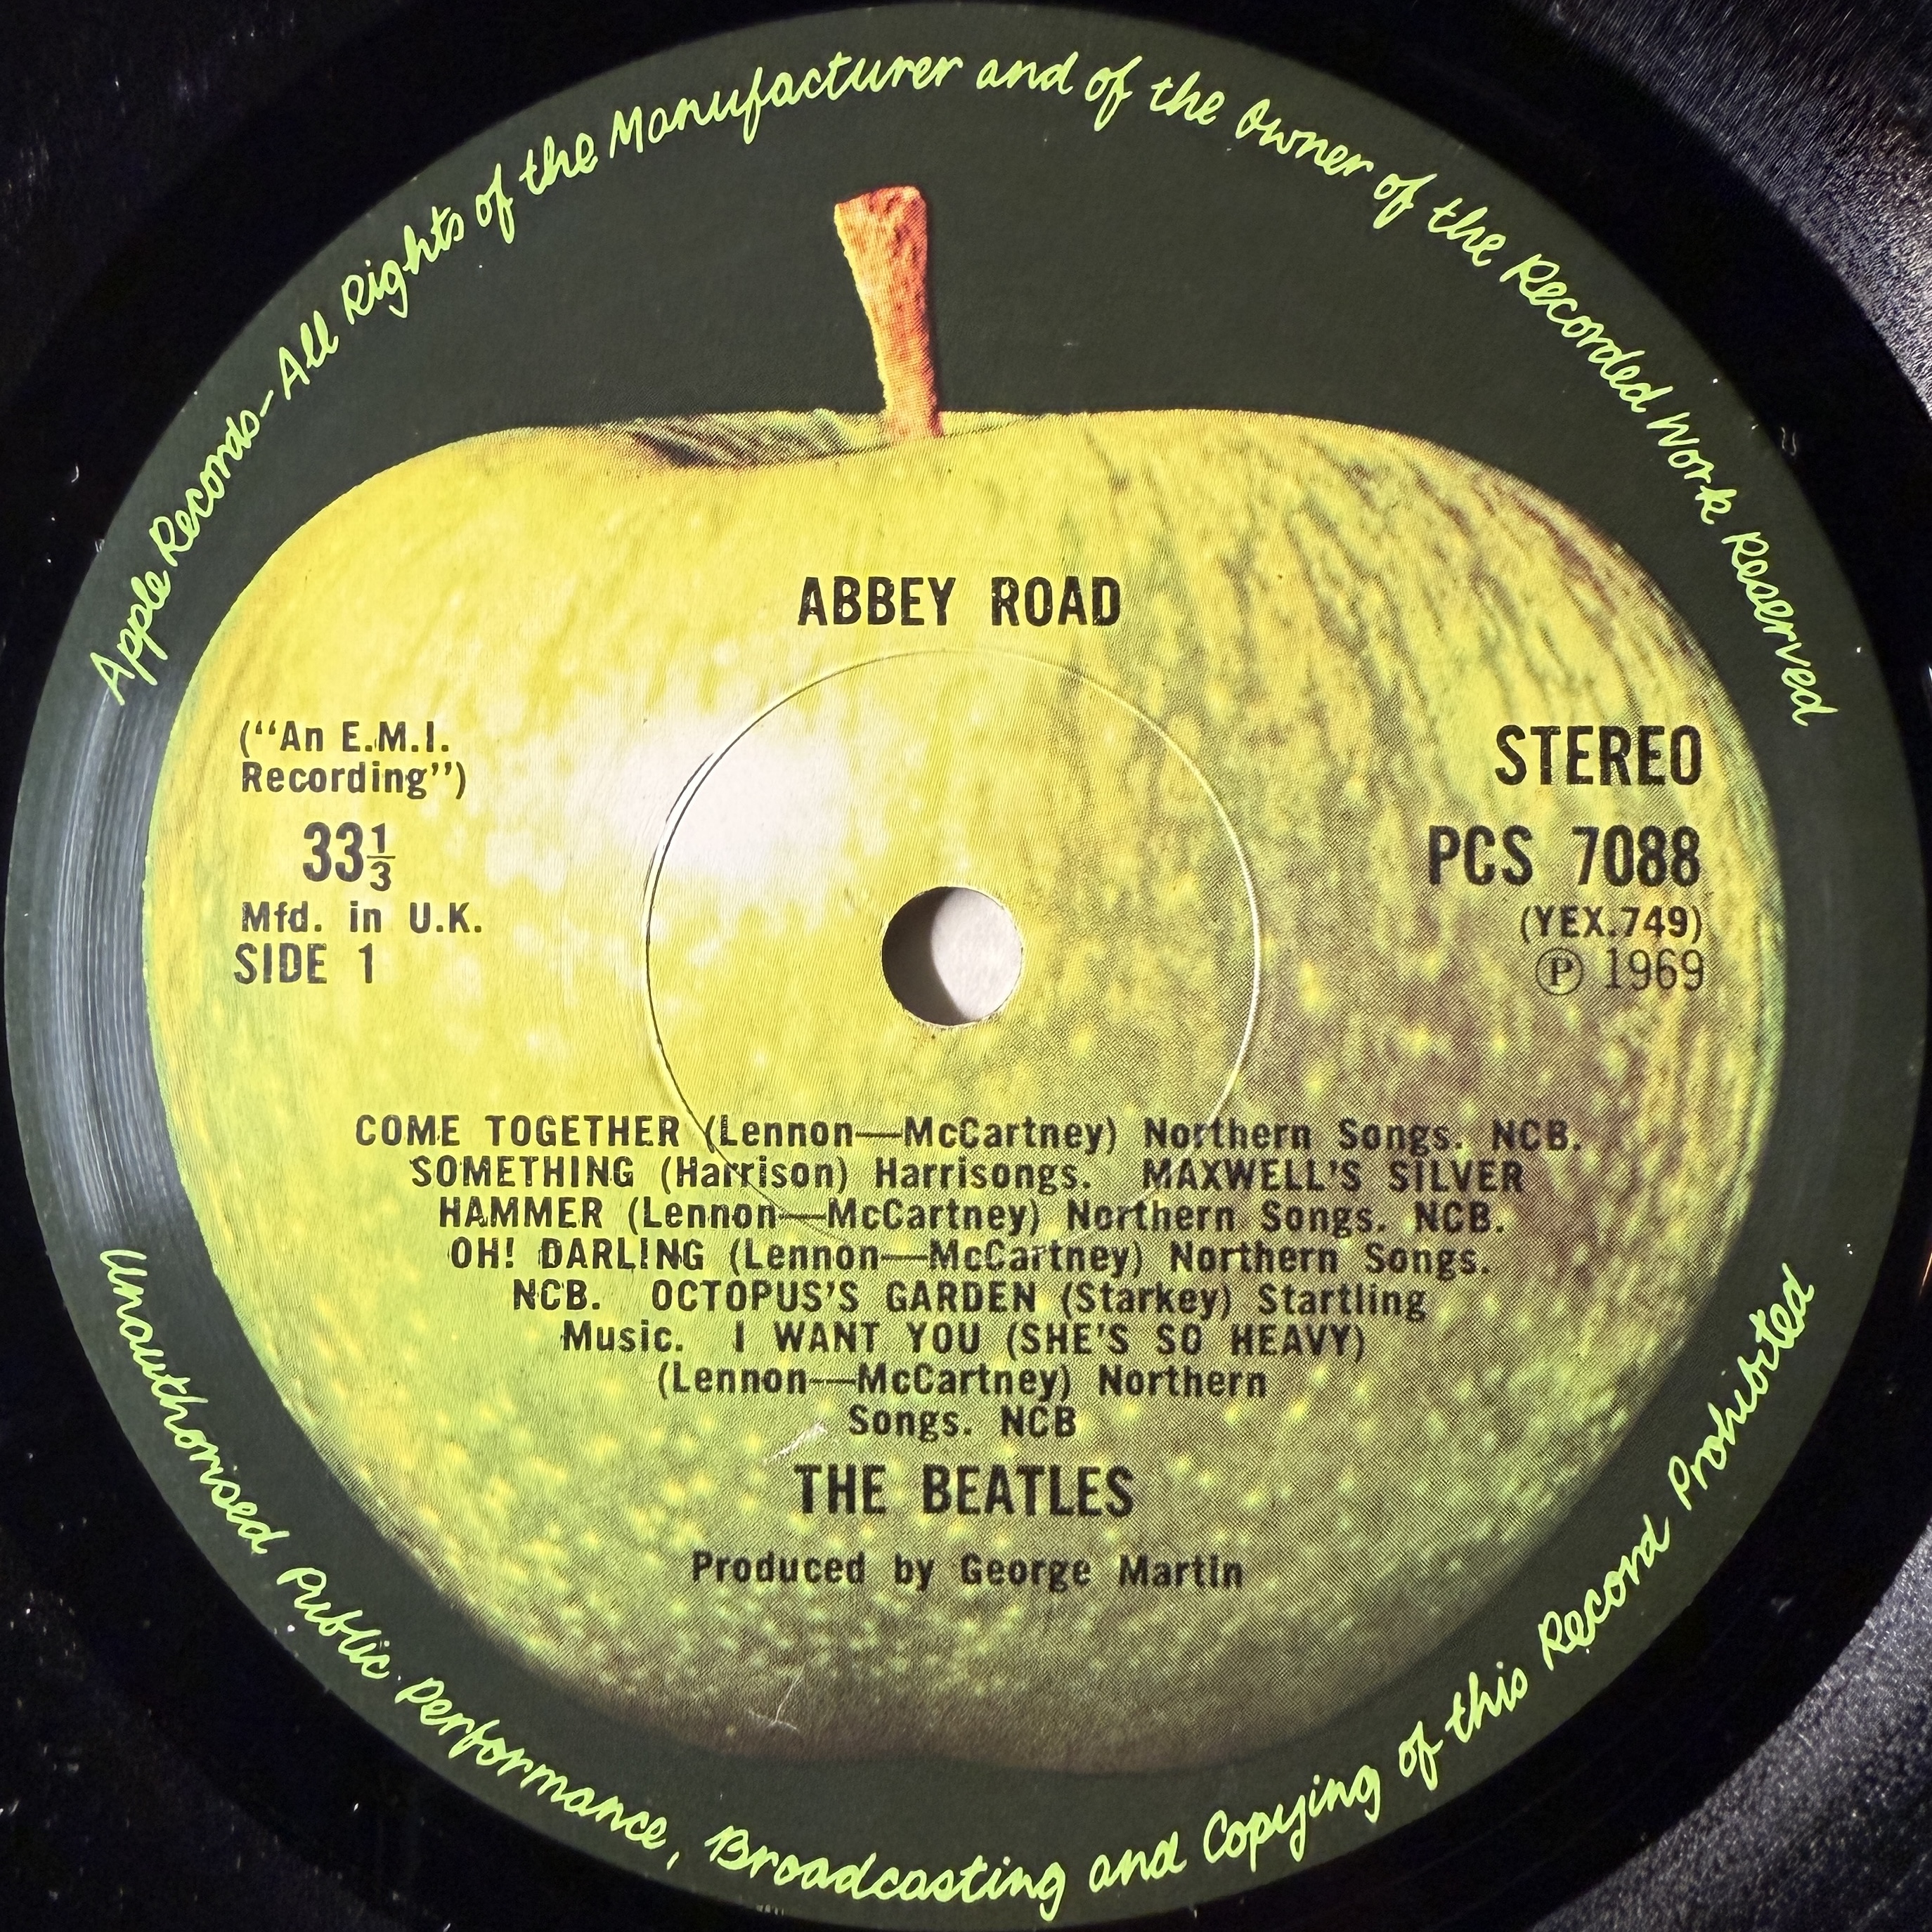 Apple Records-All Rights of the Manufacturer and of the Owner of the Recorded Work Reserved
ABBEY ROAD
(“An E.M.I.
Recording”)
33⅓
Mfd. in U.K.
SIDE 1
STEREO
PCS 7088
(YEX.749)
Ⓟ 1969
COME TOGETHER (Lennon—McCartney) Northern Songs. NCB.
SOMETHING (Harrison) Harrisongs. MAXWELL’S SILVER
HAMMER (Lennon—McCartney) Northern Songs. NCB.
OH! DARLING (Lennon—McCartney) Northern Songs.
NCB. OCTOPUS’S GARDEN (Starkey) Startling
Music. I WANT YOU (SHE’S SO HEAVY)
(Lennon—McCartney) Northern
Songs. NCB
THE BEATLES
Produced by George Martin
Unauthorised Public Performance, Broadcasting and Copying of this Record Prohibited